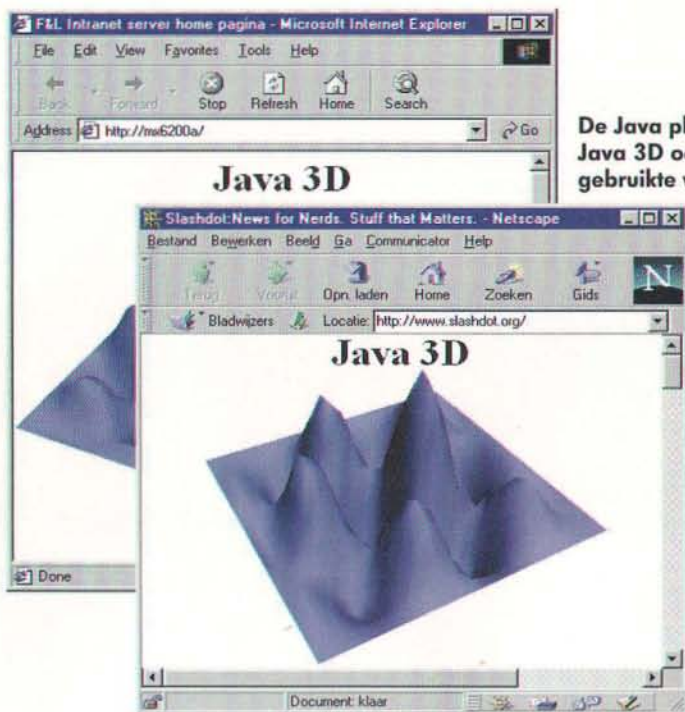 F&L Intranet server home pagina - Microsoft Internet Explorer
File Edit View Favorites Tools Help
Back Forward Stop Refresh Home Search
Address http://mx6200a/ Go
Java 3D
De Java pl
Java 3D o
gebruikte v
Slashdot:News for Nerds. Stuff that Matters. - Netscape
Bestand Bewerken Beeld Ga Communicator Help
Terug Vooruit Opn. laden Home Zoeken Gids N
Bladwijzers Locatie: http://www.slashdot.org/
Java 3D
Done
Document: klaar